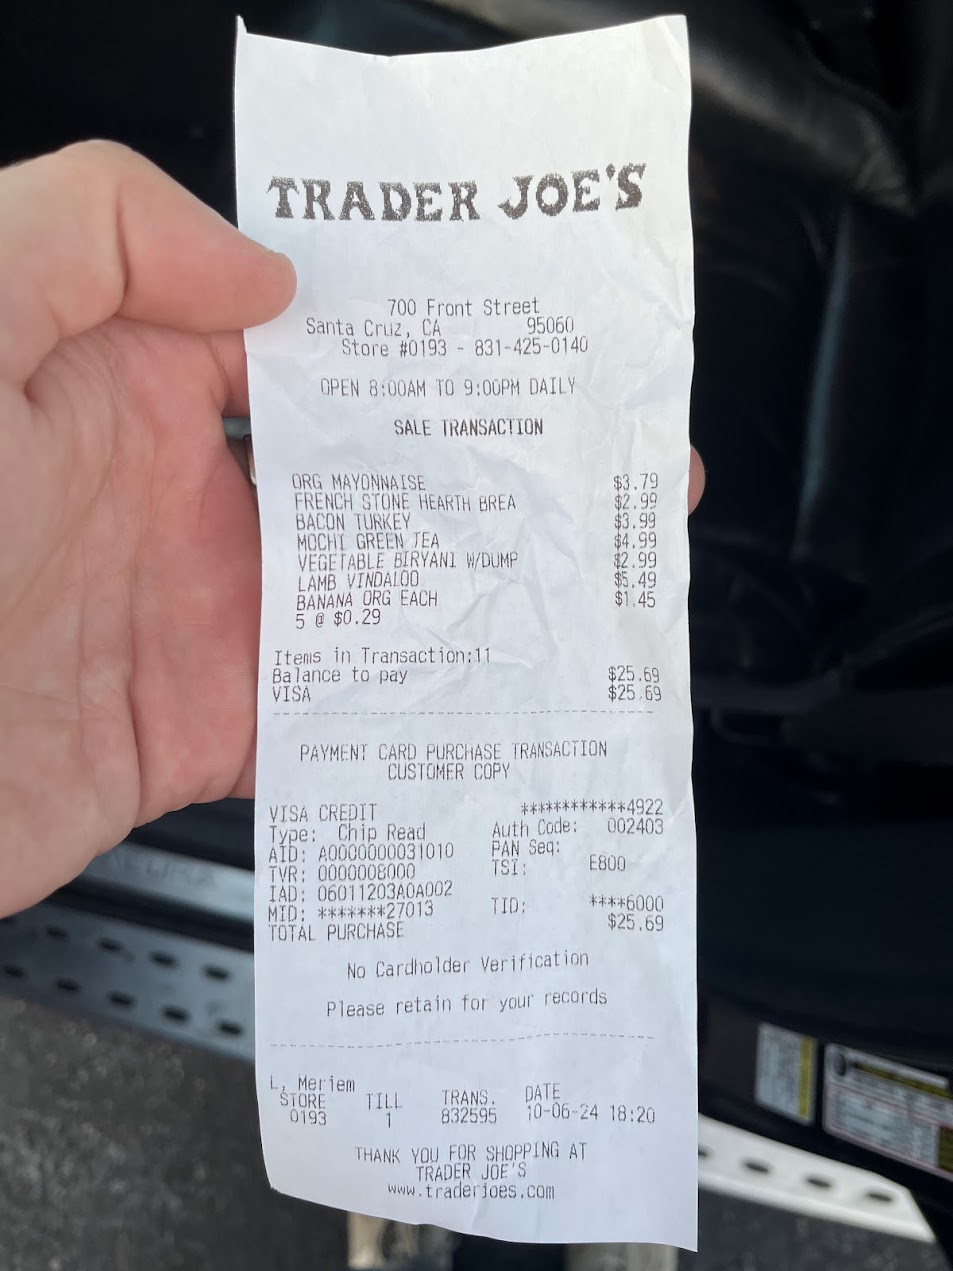 TRADER JOE'S
700 Front Street
Santa Cruz, CA 95060
Store #0193 - 831-425-0140
OPEN 8:00AM TO 9:00PM DAILY
SALE TRANSACTION
ORG MAYONNAISE $3.79
FRENCH STONE HEARTH BREA $2.99
BACON TURKEY $3.99
MOCHI GREEN TEA $4.99
VEGETABLE BIRYANI W/DUMP $2.99
LAMB VINDALOO $5.49
BANANA ORG EACH $1.45
5 @ $0.29
Items in Transaction:11
Balance to pay $25.69
VISA $25.69
PAYMENT CARD PURCHASE TRANSACTION
CUSTOMER COPY
VISA CREDIT ************4922
Type: Chip Read Auth Code: 002403
AID: A0000000031010 PAN Seq:
TVR: 0000008000 TSI: E800
IAD: 06011203A0A002
MID: *******27013 TID: ****6000
TOTAL PURCHASE $25.69
No Cardholder Verification
Please retain for your records
L, Meriem
STORE TILL TRANS. DATE
0193 1 832595 10-06-24 18:20
THANK YOU FOR SHOPPING AT
TRADER JOE'S
www.traderjoes.com